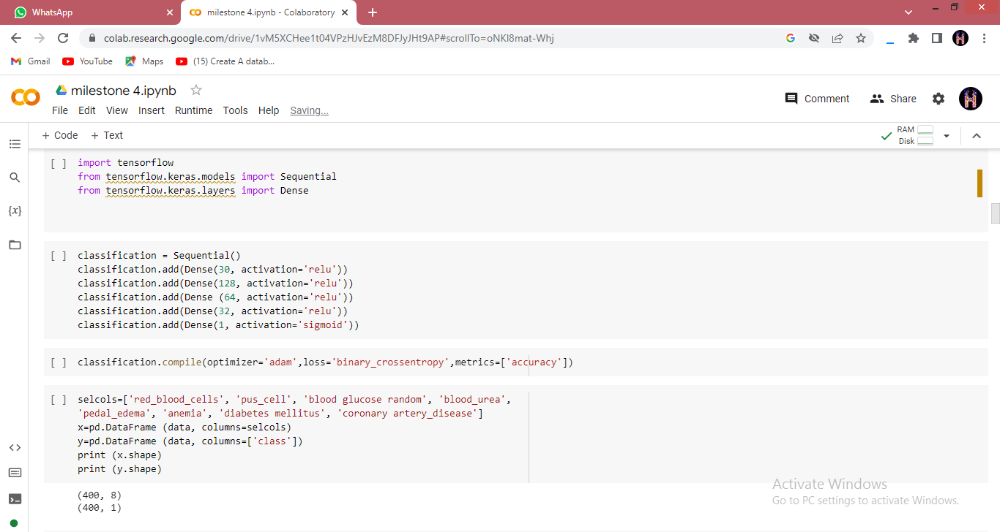 WhatsApp
milestone 4.ipynb - Colaboratory
colab.research.google.com/drive/1vM5XCHee1t04VPzHJvEzM8DFJyJHt9AP#scrollTo=oNKl8mat-Whj
Gmail YouTube Maps (15) Create A datab...
milestone 4.ipynb
Comment Share
File Edit View Insert Runtime Tools Help Saving...
+ Code + Text
RAM
Disk
[ ] import tensorflow
from tensorflow.keras.models import Sequential
from tensorflow.keras.layers import Dense
{x}
[ ] classification = Sequential()
classification.add(Dense(30, activation='relu'))
classification.add(Dense(128, activation='relu'))
classification.add(Dense (64, activation='relu'))
classification.add(Dense(32, activation='relu'))
classification.add(Dense(1, activation='sigmoid'))
[ ] classification.compile(optimizer='adam',loss='binary_crossentropy',metrics=['accuracy'])
[ ] selcols=['red_blood_cells', 'pus_cell', 'blood glucose random', 'blood_urea',
'pedal_edema', 'anemia', 'diabetes mellitus', 'coronary artery_disease']
x=pd.DataFrame (data, columns=selcols)
y=pd.DataFrame (data, columns=['class'])
print (x.shape)
print (y.shape)
(400, 8)
(400, 1)
Activate Windows
Go to PC settings to activate Windows.